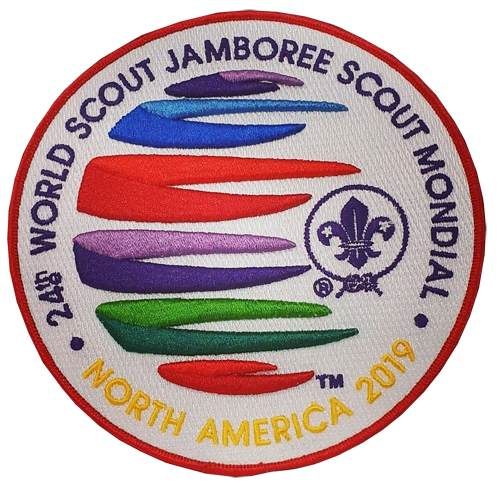 24TH WORLD SCOUT JAMBOREE SCOUT MONDIAL
®
TM
• NORTH AMERICA 2019 •